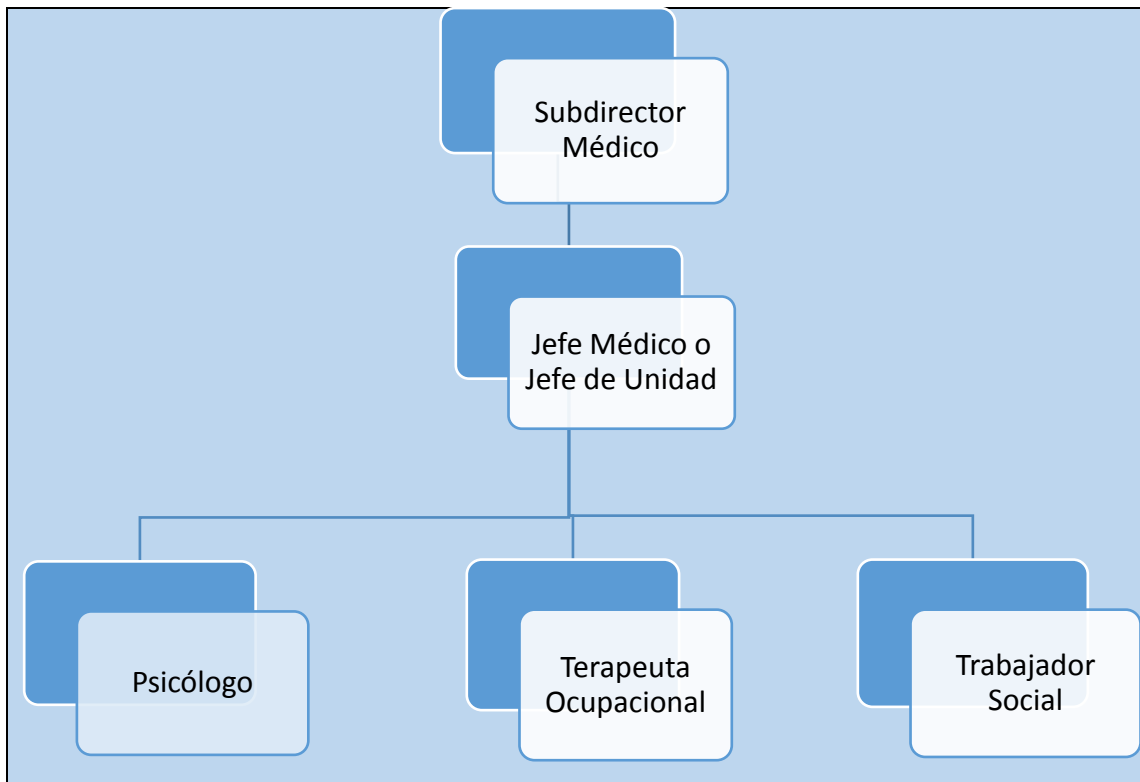 Subdirector
Médico
Jefe Médico o
Jefe de Unidad
Psicólogo
Terapeuta
Ocupacional
Trabajador
Social